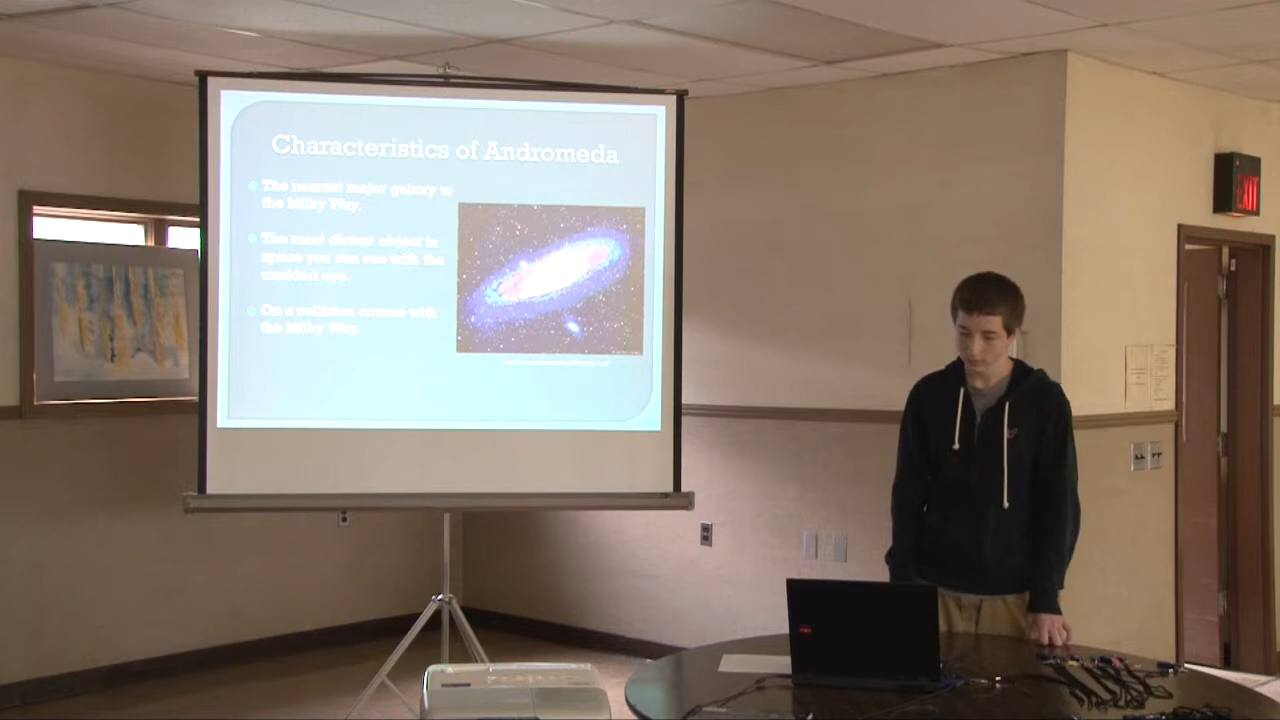 Characteristics of Andromeda
The nearest major galaxy to
the Milky Way.
The most distant object in
space you can see with the
unaided eye.
On a collision course with
the Milky Way.
EXIT